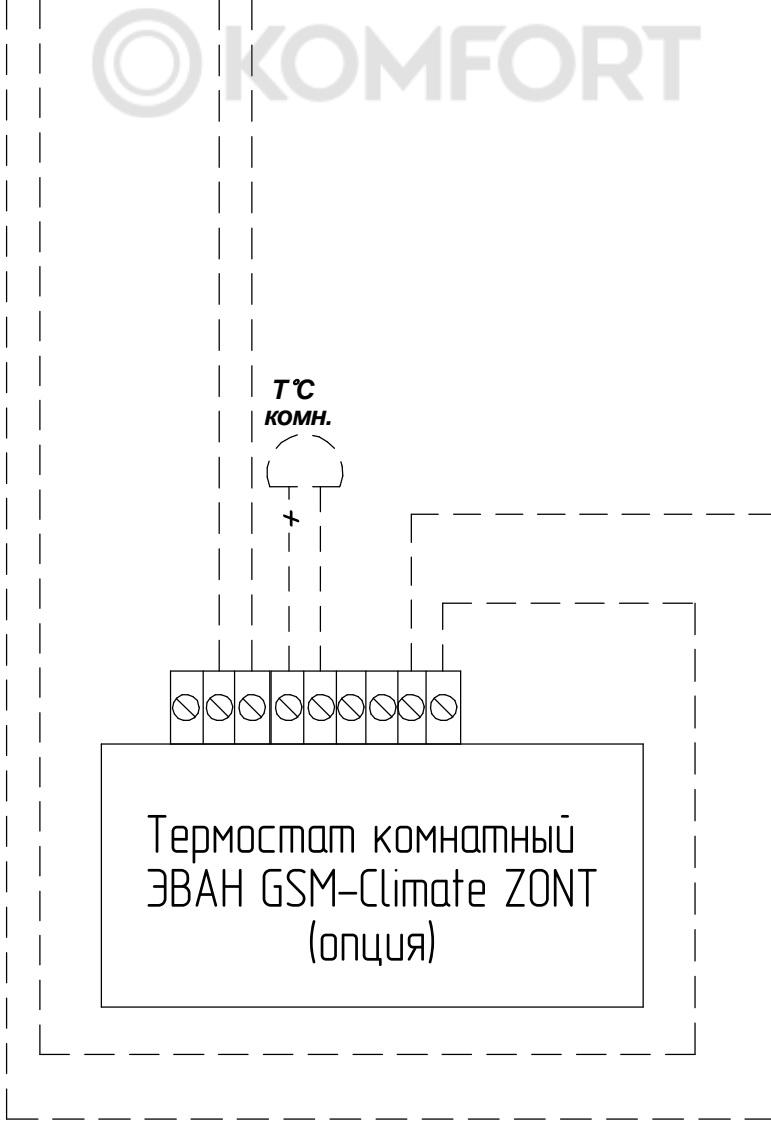 KOMFORT
T°C
комн.
+
Термостат комнатный
ЭВАН GSM-Climate ZONT
(опция)